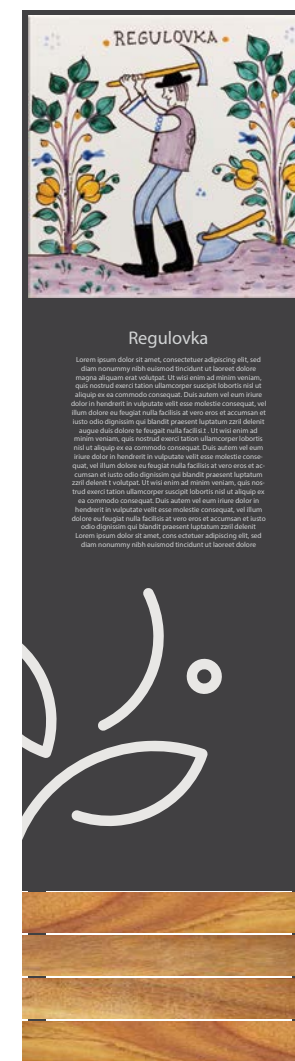 REGULOVKA
Regulovka
Lorem ipsum dolor sit amet, consectetuer adipiscing elit, sed
diam nonummy nibh euismod tincidunt ut laoreet dolore
magna aliquam erat volutpat. Ut wisi enim ad minim veniam,
quis nostrud exerci tation ullamcorper suscipit lobortis nisl ut
aliquip ex ea commodo consequat. Duis autem vel eum iriure
dolor in hendrerit in vulputate velit esse molestie consequat, vel
illum dolore eu feugiat nulla facilisis at vero eros et accumsan et
iusto odio dignissim qui blandit praesent luptatum zzril delenit
augue duis dolore te feugait nulla facilisi.t . Ut wisi enim ad
minim veniam, quis nostrud exerci tation ullamcorper lobortis
nisl ut aliquip ex ea commodo consequat. Duis autem vel eum
iriure dolor in hendrerit in vulputate velit esse molestie conse-
quat, vel illum dolore eu feugiat nulla facilisis at vero eros et ac-
cumsan et iusto odio dignissim qui blandit praesent luptatum
zzril delenit t volutpat. Ut wisi enim ad minim veniam, quis nos-
trud exerci tation ullamcorper suscipit lobortis nisl ut aliquip ex
ea commodo consequat. Duis autem vel eum iriure dolor in
hendrerit in vulputate velit esse molestie consequat, vel illum
dolore eu feugiat nulla facilisis at vero eros et accumsan et iusto
odio dignissim qui blandit praesent luptatum zzril delenit
Lorem ipsum dolor sit amet, cons ectetuer adipiscing elit, sed
diam nonummy nibh euismod tincidunt ut laoreet dolore